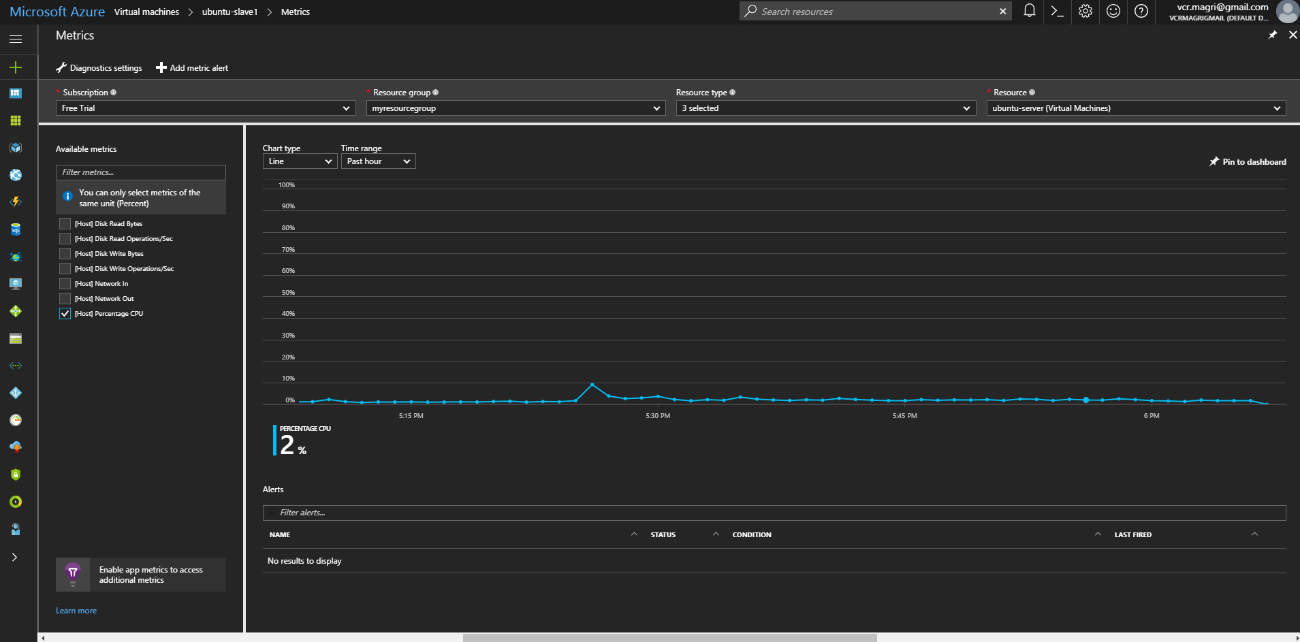 Microsoft Azure Virtual machines > ubuntu-slave1 > Metrics
Search resources
vcr.magri@gmail.com
VCRMAGRIGMAIL (DEFAULT D...
Metrics
Diagnostics settings
Add metric alert
* Subscription
* Resource group
Resource type
* Resource
Free Trial
myresourcegroup
3 selected
ubuntu-server (Virtual Machines)
Available metrics
Filter metrics...
You can only select metrics of the
same unit (Percent)
[Host] Disk Read Bytes
[Host] Disk Read Operations/Sec
[Host] Disk Write Bytes
[Host] Disk Write Operations/Sec
[Host] Network In
[Host] Network Out
[Host] Percentage CPU
Enable app metrics to access
additional metrics
Learn more
Chart type
Time range
Line
Past hour
Pin to dashboard
100%
90%
80%
70%
60%
50%
40%
30%
20%
10%
0%
5:15 PM
5:30 PM
5:45 PM
6 PM
PERCENTAGE CPU
2 %
Alerts
Filter alerts...
NAME
STATUS
CONDITION
LAST FIRED
No results to display